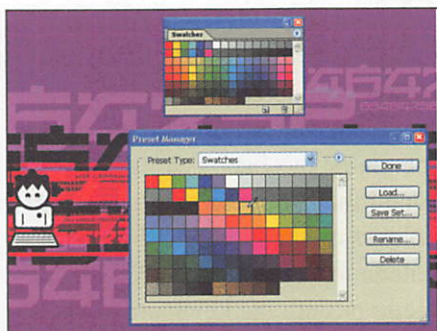 Swatches
Preset Manager
Preset Type: Swatches
Done
Load...
Save Set...
Rename...
Delete